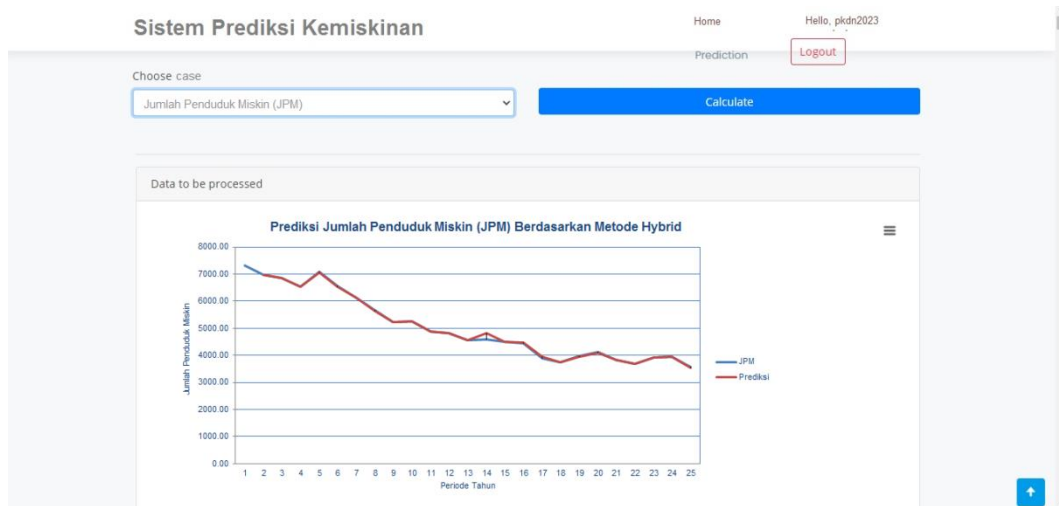 Sistem Prediksi Kemiskinan
Home
Hello, pkdn2023
Prediction
Logout
Choose case
Jumlah Penduduk Miskin (JPM)
Calculate
Data to be processed
Prediksi Jumlah Penduduk Miskin (JPM) Berdasarkan Metode Hybrid
8000.00
7000.00
6000.00
5000.00
4000.00
3000.00
2000.00
1000.00
0.00
Jumlah Penduduk Miskin
JPM
Prediksi
1 2 3 4 5 6 7 8 9 10 11 12 13 14 15 16 17 18 19 20 21 22 23 24 25
Periode Tahun